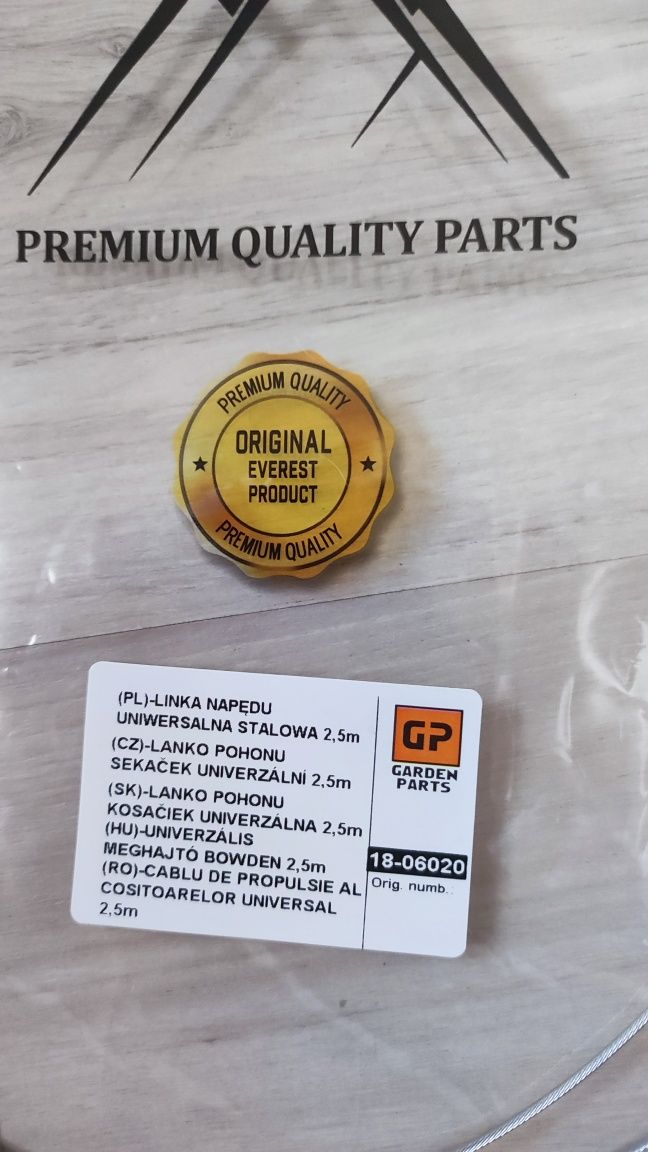 PREMIUM QUALITY PARTS
PREMIUM QUALITY
ORIGINAL
EVEREST
PRODUCT
PREMIUM QUALITY
(PL)-LINKA NAPĘDU
UNIWERSALNA STALOWA 2,5m
(CZ)-LANKO POHONU
SEKAČEK UNIVERZÁLNÍ 2,5m
(SK)-LANKO POHONU
KOSAČIEK UNIVERZÁLNA 2,5m
(HU)-UNIVERZÁLIS
MEGHAJTÓ BOWDEN 2,5m
(RO)-CABLU DE PROPULSIE AL
COSITOARELOR UNIVERSAL
2,5m
GP
GARDEN
PARTS
18-06020
Orig. numb.: